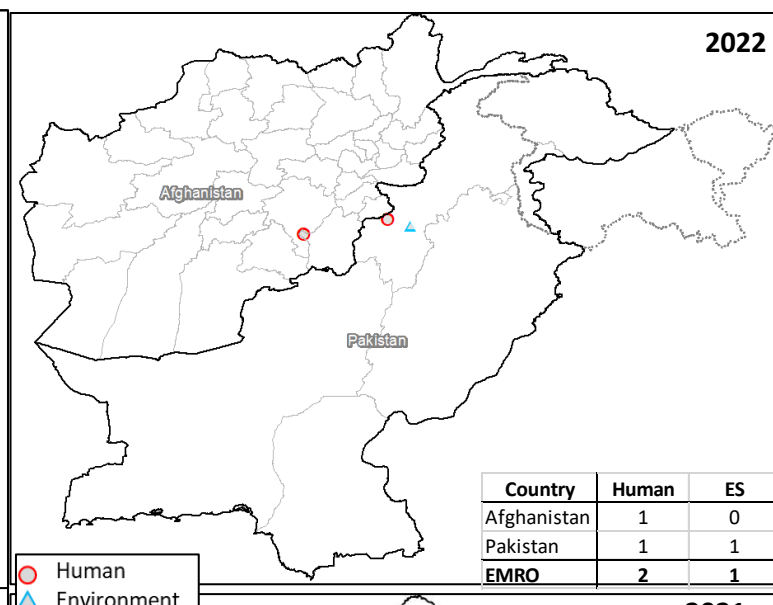 2022
Afghanistan
Pakistan
Country Human ES
Afghanistan 1 0
Pakistan 1 1
EMRO 2 1
Human
Environment